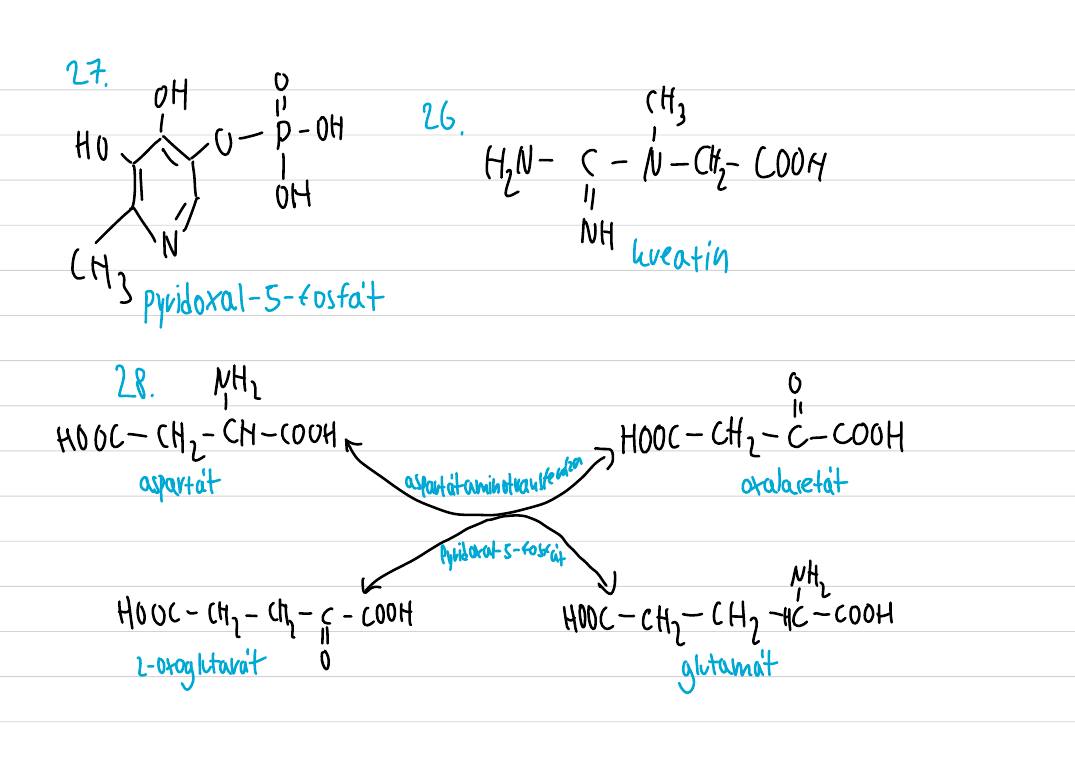 27.
OH
HO
O
O – P – OH
OH
N
CH3
pyridoxal-5-fosfát
26.
CH3
H2N – C – N – CH2 – COOH
NH
kreatin
28.
NH2
HOOC – CH2 – CH – COOH
aspartát
O
HOOC – CH2 – C – COOH
oxalacetát
aspartátaminotransferáza
pyridoxal-5-fosfát
HOOC – CH2 – CH2 – C – COOH
O
2-oxoglutarát
NH2
HOOC – CH2 – CH2 – HC – COOH
glutamát